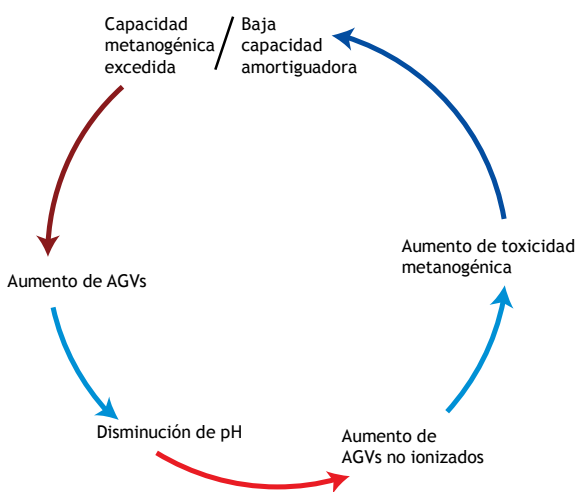 Capacidad
metanogénica
excedida
/
Baja
capacidad
amortiguadora
Aumento de AGVs
Disminución de pH
Aumento de
AGVs no ionizados
Aumento de toxicidad
metanogénica